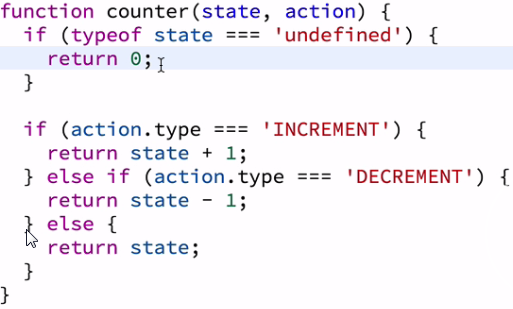 function counter(state, action) {
  if (typeof state === 'undefined') {
    return 0;
  }

  if (action.type === 'INCREMENT') {
    return state + 1;
  } else if (action.type === 'DECREMENT') {
    return state - 1;
  } else {
    return state;
  }
}